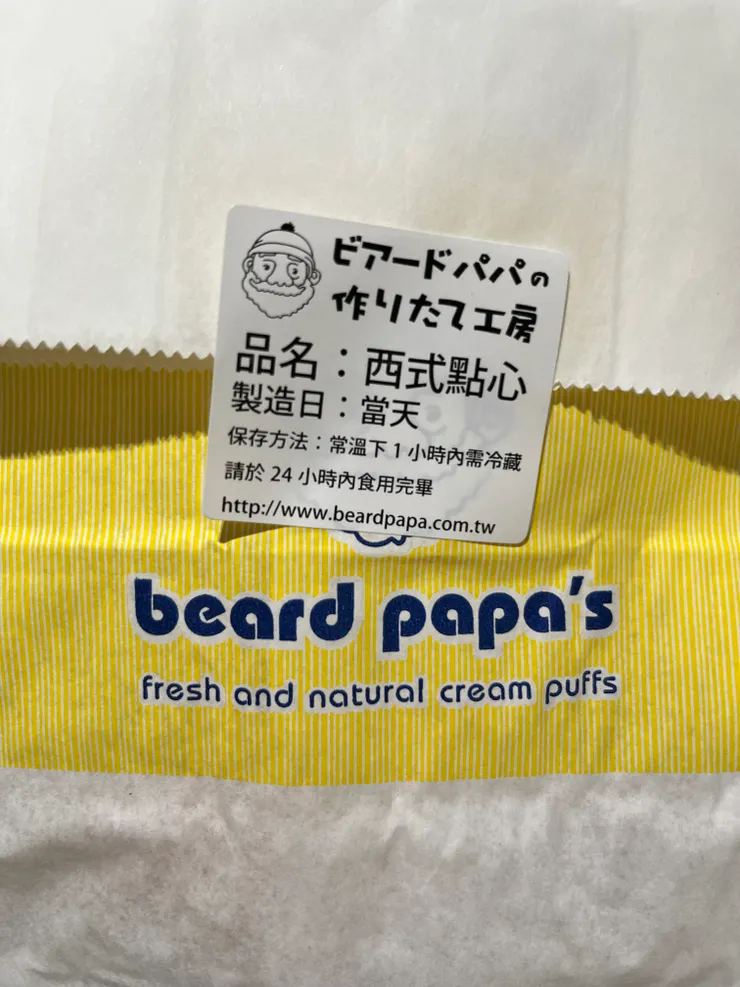 ビアードパパの
作りたて工房
品名：西式點心
製造日：當天
保存方法：常溫下 1 小時內需冷藏
請於 24 小時內食用完畢
http://www.beardpapa.com.tw
beard papa's
fresh and natural cream puffs